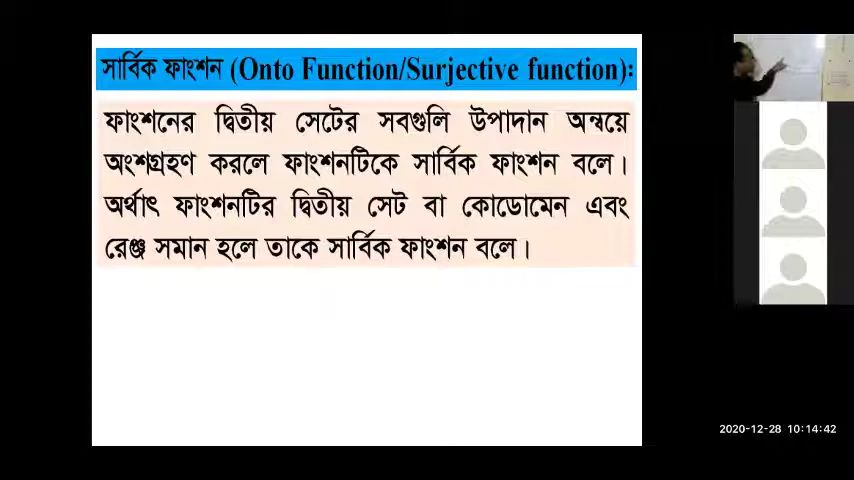 সার্বিক ফাংশন (Onto Function/Surjective function):
ফাংশনের দ্বিতীয় সেটের সবগুলি উপাদান অন্বয়ে
অংশগ্রহণ করলে ফাংশনটিকে সার্বিক ফাংশন বলে।
অর্থাৎ ফাংশনটির দ্বিতীয় সেট বা কোডোমেন এবং
রেঞ্জ সমান হলে তাকে সার্বিক ফাংশন বলে।
2020-12-28 10:14:42